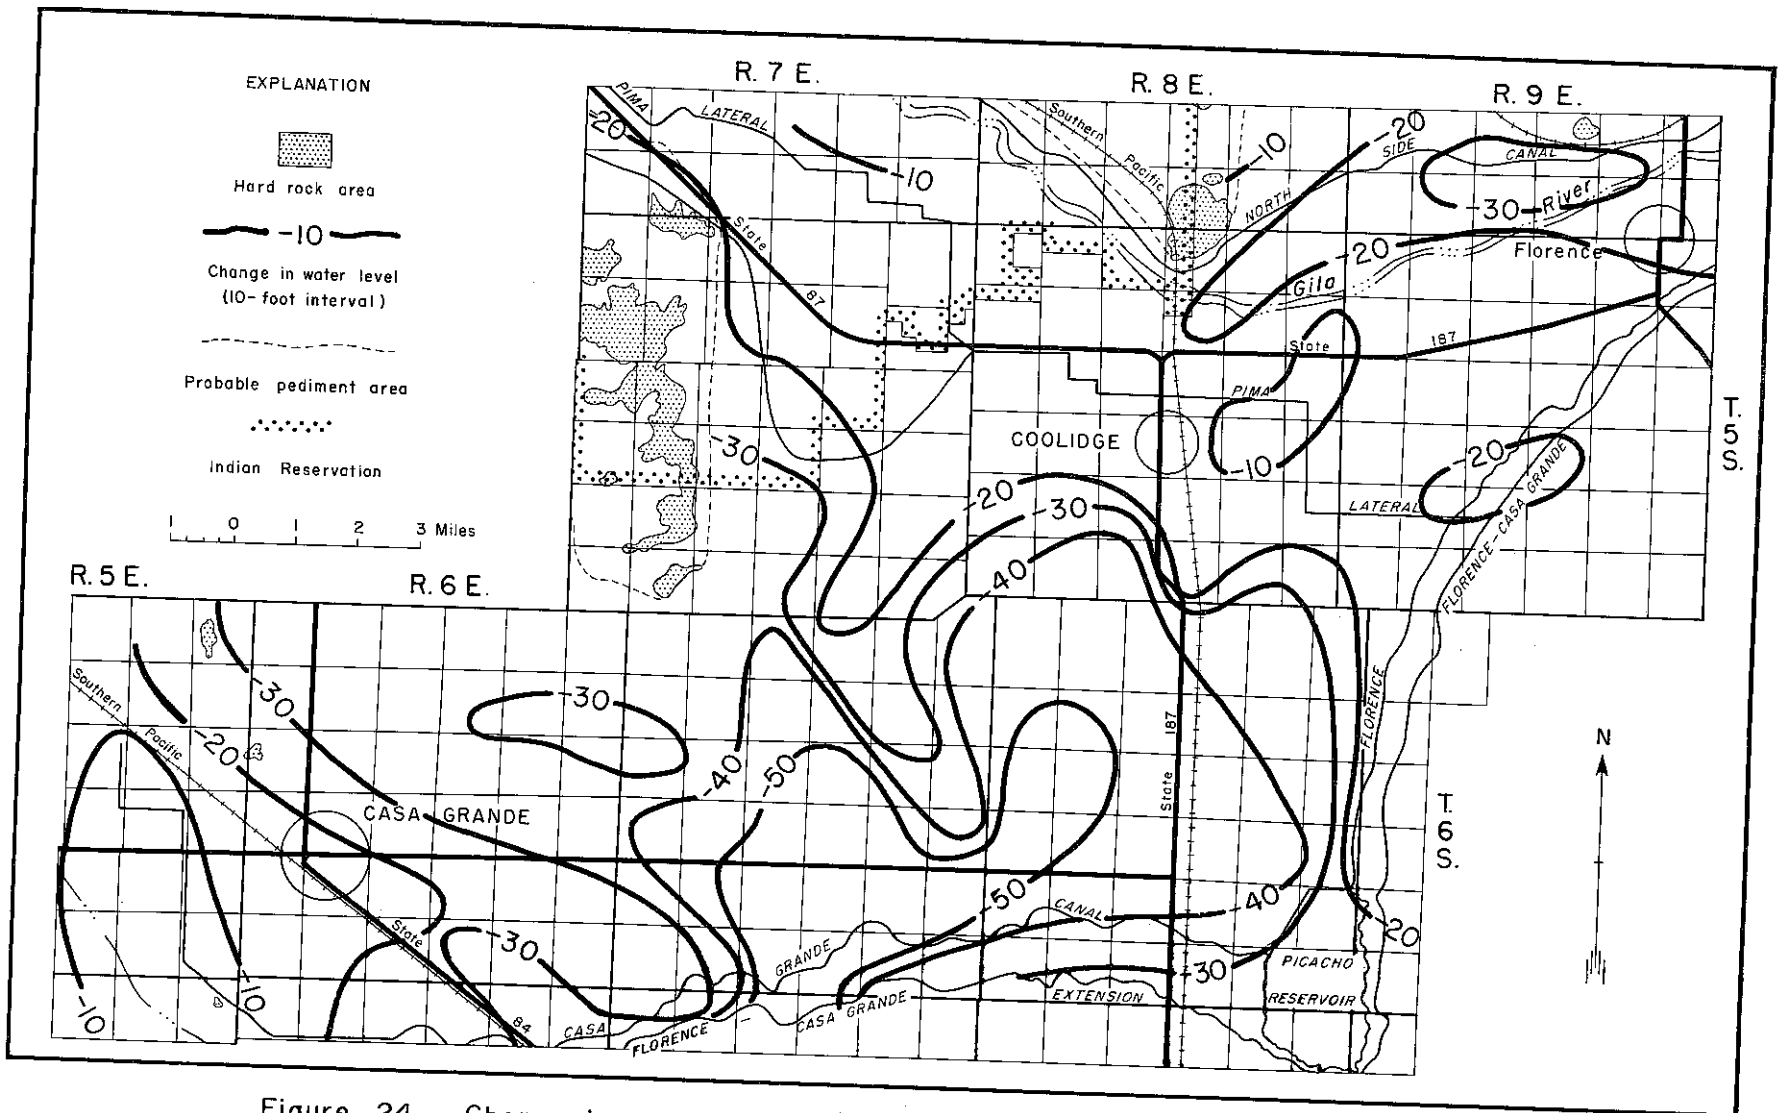 R. 7 E.
R. 8 E.
R. 9 E.
EXPLANATION
Hard rock area
-10
Change in water level
(10-foot interval)
Probable pediment area
Indian Reservation
1 0 1 2 3 Miles
PIMA
LATERAL
-20
-10
Southern
Pacific
-10
-20
NORTH
SIDE
CANAL
-30
River
Florence
-20
Gila
State
87
State
187
PIMA
-10
COOLIDGE
-30
-20
-30
-40
-20
LATERAL
FLORENCE-CASA GRANDE
T.
5
S.
R. 5 E.
R. 6 E.
Southern
Pacific
-30
-20
-30
-40
-50
CASA GRANDE
State
187
FLORENCE
N
T.
6
S.
-50
-40
-20
CANAL
GRANDE
-30
State
-30
PICACHO
RESERVOIR
EXTENSION
CASA GRANDE
-10
-10
84
CASA
FLORENCE -
Figure 24